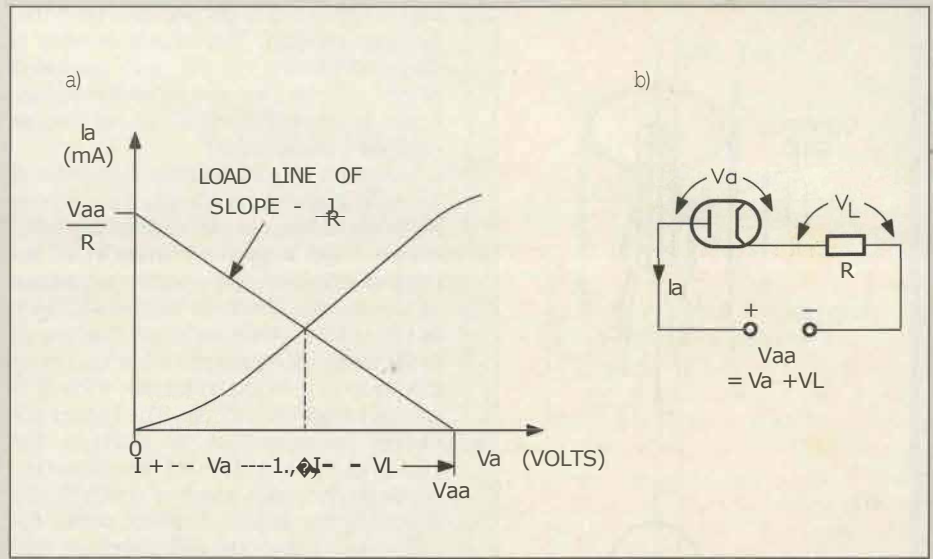 a)
Ia
(mA)
LOAD LINE OF
SLOPE - 1/R
Vaa
R
0
Va
VL
Va (VOLTS)
Vaa
b)
Va
VL
R
Ia
+ −
Vaa
= Va +VL